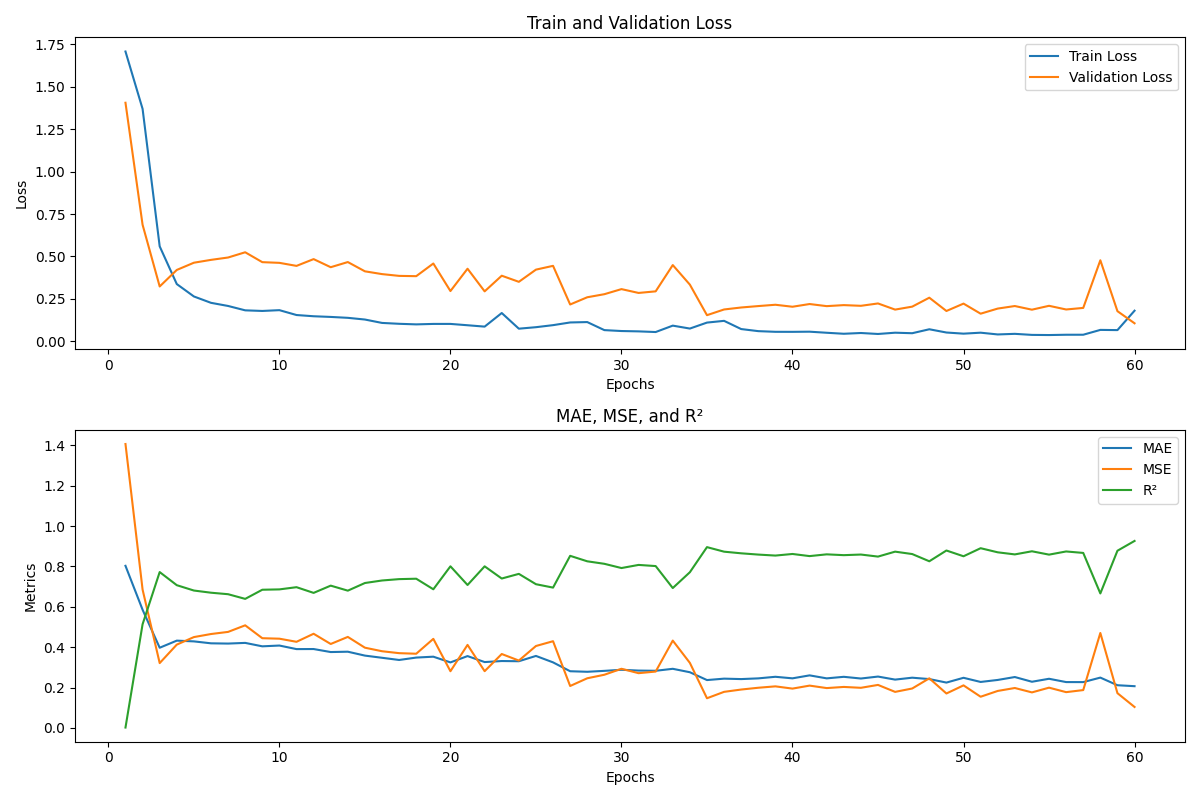 Train and Validation Loss
Loss
1.75
1.50
1.25
1.00
0.75
0.50
0.25
0.00
Train Loss
Validation Loss
0 10 20 30 40 50 60
Epochs
MAE, MSE, and R²
Metrics
1.4
1.2
1.0
0.8
0.6
0.4
0.2
0.0
MAE
MSE
R²
0 10 20 30 40 50 60
Epochs